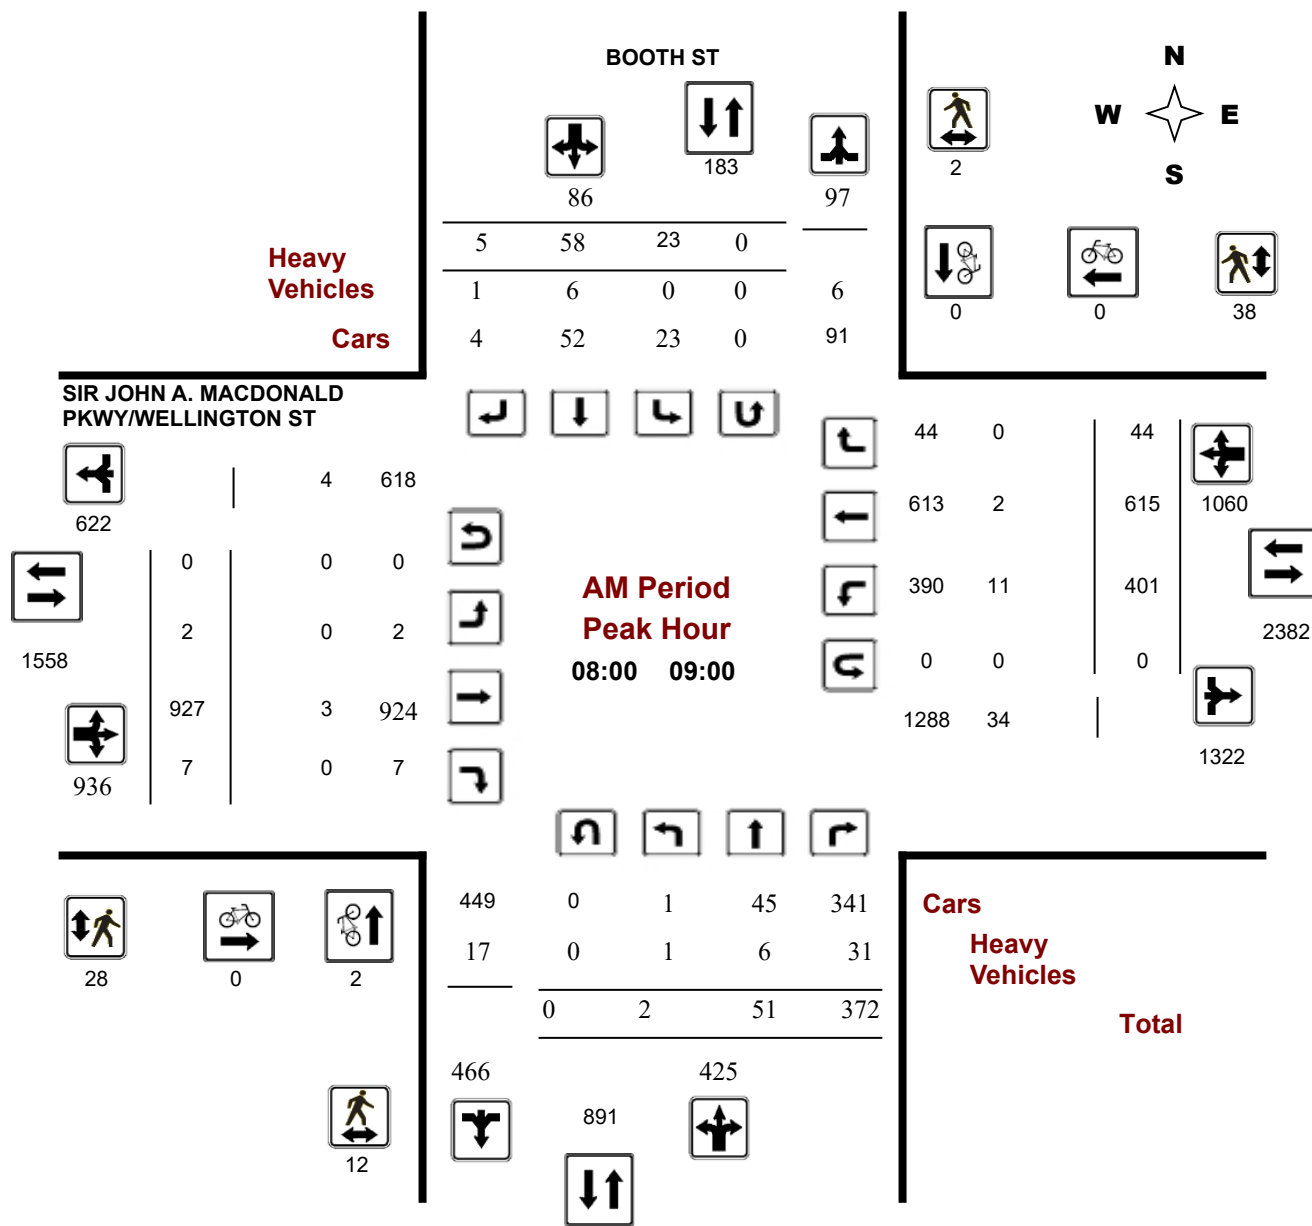 BOOTH ST
N
W E
S
183
2
86
97
5 58 23 0
Heavy
Vehicles
1 6 0 0 6
0 0 38
Cars
4 52 23 0 91
SIR JOHN A. MACDONALD
PKWY/WELLINGTON ST
44 0 44
4 618
613 2 615 1060
622
0 0 0
AM Period
390 11 401
Peak Hour
2 0 2
2382
1558
08:00 09:00
0 0 0
927 3 924
1288 34
1322
7 0 7
936
449 0 1 45 341
Cars
17 0 1 6 31
Heavy
Vehicles
28 0 2
0 2 51 372
Total
466 425
891
12